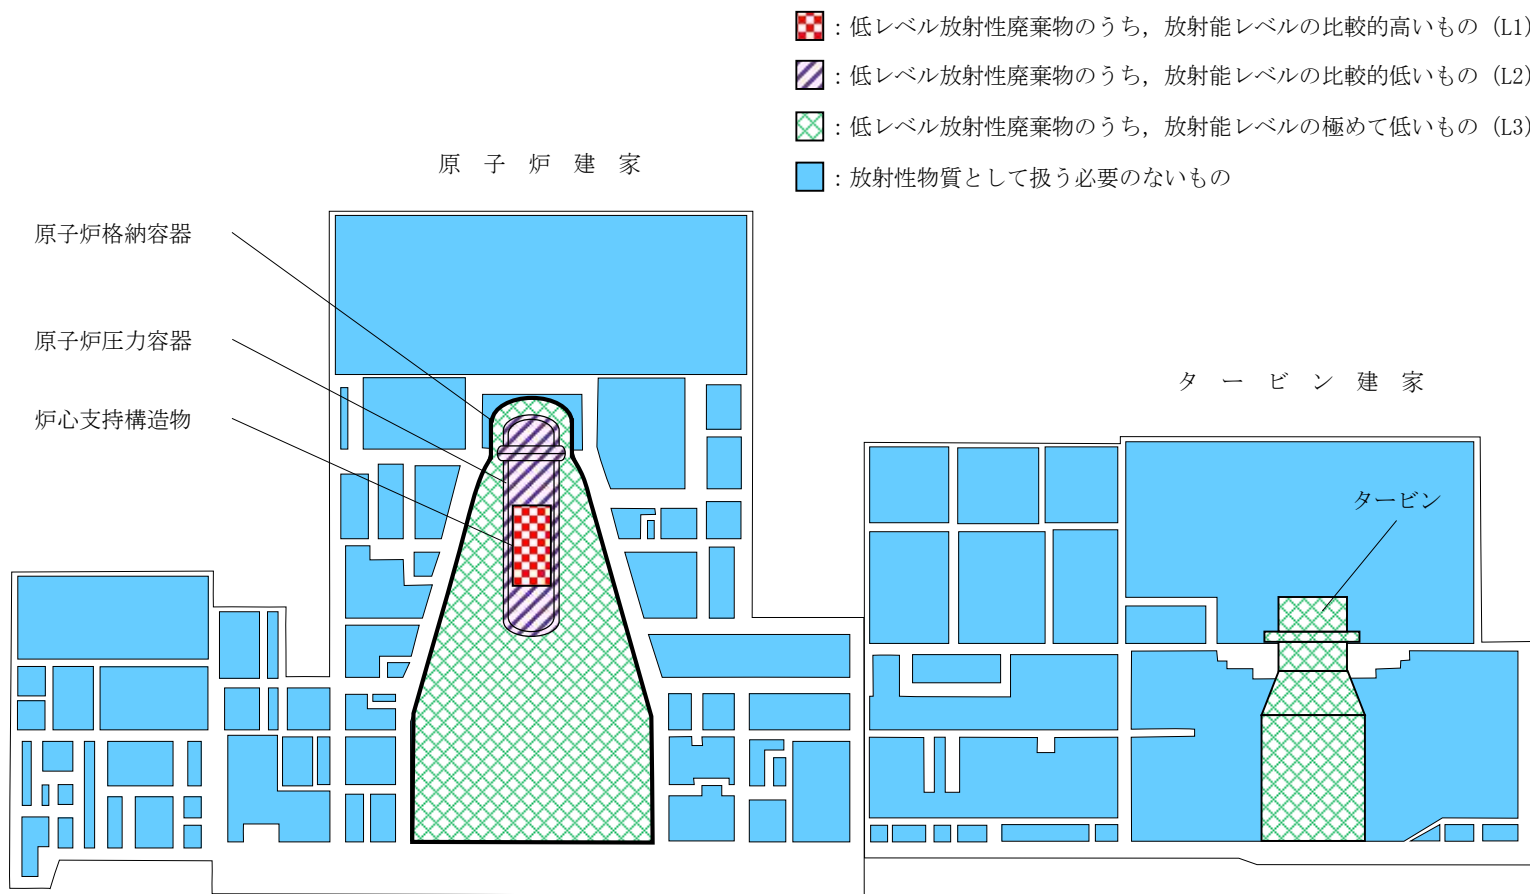 ：低レベル放射性廃棄物のうち，放射能レベルの比較的高いもの（L1）
：低レベル放射性廃棄物のうち，放射能レベルの比較的低いもの（L2）
：低レベル放射性廃棄物のうち，放射能レベルの極めて低いもの（L3）
：放射性物質として扱う必要のないもの
原子炉建家
原子炉格納容器
原子炉圧力容器
炉心支持構造物
タービン建家
タービン